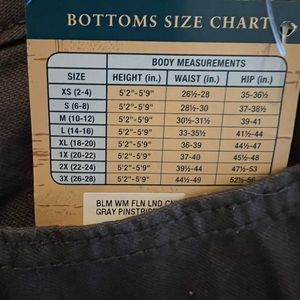 BOTTOMS SIZE CHART
BODY MEASUREMENTS
SIZE HEIGHT (in.) WAIST (in.) HIP (in.)
XS (2-4) 5'2"-5'9" 26½-28 35-36½
S (6-8) 5'2"-5'9" 28½-30 37-38½
M (10-12) 5'2"-5'9" 30½-31½ 39-41
L (14-16) 5'2"-5'9" 33-35½ 41½-44
XL (18-20) 5'2"-5'9" 36-39 44½-47
1X (20-22) 5'2"-5'9" 37-40 45½-48
2X (22-24) 5'2"-5'9" 39½-44 47½-53
3X (26-28) 5'2"-5'9" 44½-49 52½-56
BLM WM FLN LND CN
GRAY PINSTRIPE